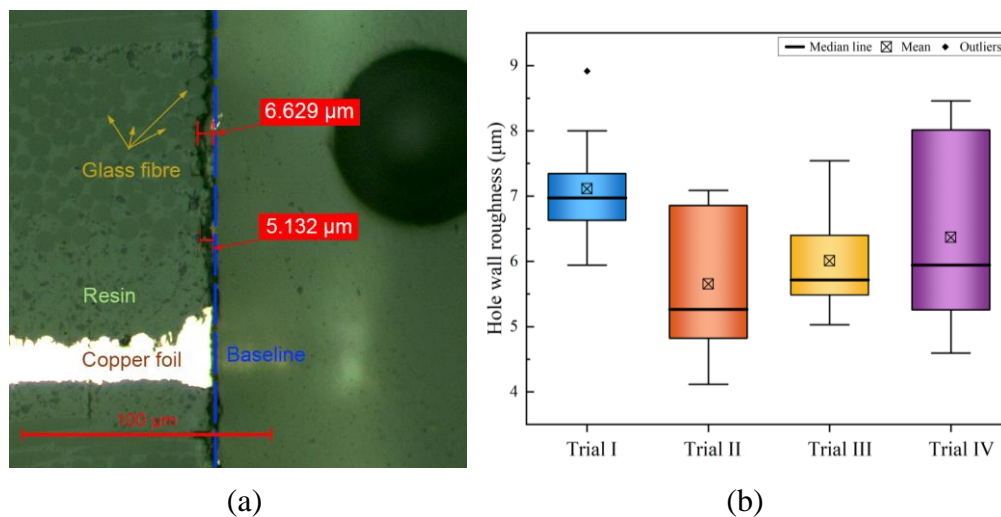 6.629 µm
Glass fibre
5.132 µm
Resin
Copper foil
Baseline
100 µm
(a)
Median line
Mean
Outliers
Hole wall roughness (µm)
9
8
7
6
5
4
Trial I
Trial II
Trial III
Trial IV
(b)